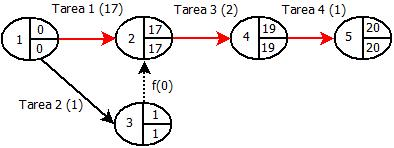 Tarea 1 (17)
Tarea 3 (2)
Tarea 4 (1)
1 0 0
2 17 17
4 19 19
5 20 20
Tarea 2 (1)
f(0)
3 1 1